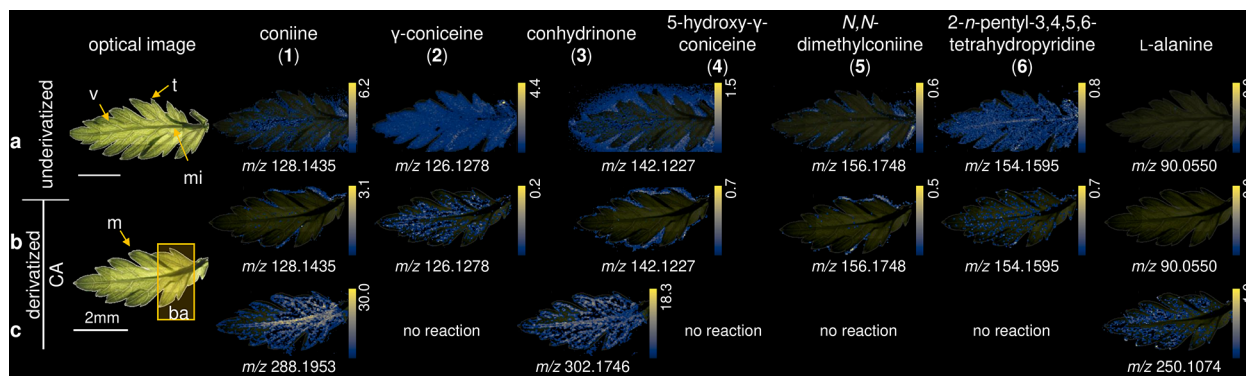 optical image
coniine
(1)
γ-coniceine
(2)
conhydrinone
(3)
5-hydroxy-γ-
coniceine
(4)
N,N-
dimethylconiine
(5)
2-n-pentyl-3,4,5,6-
tetrahydropyridine
(6)
L-alanine
a
underivatized
v
t
mi
6.2
4.4
1.5
0.6
0.8
m/z 128.1435
m/z 126.1278
m/z 142.1227
m/z 156.1748
m/z 154.1595
m/z 90.0550
b
derivatized
CA
m
ba
2mm
3.1
0.2
0.7
0.5
0.7
m/z 128.1435
m/z 126.1278
m/z 142.1227
m/z 156.1748
m/z 154.1595
m/z 90.0550
c
30.0
no reaction
18.3
no reaction
no reaction
no reaction
m/z 288.1953
m/z 302.1746
m/z 250.1074